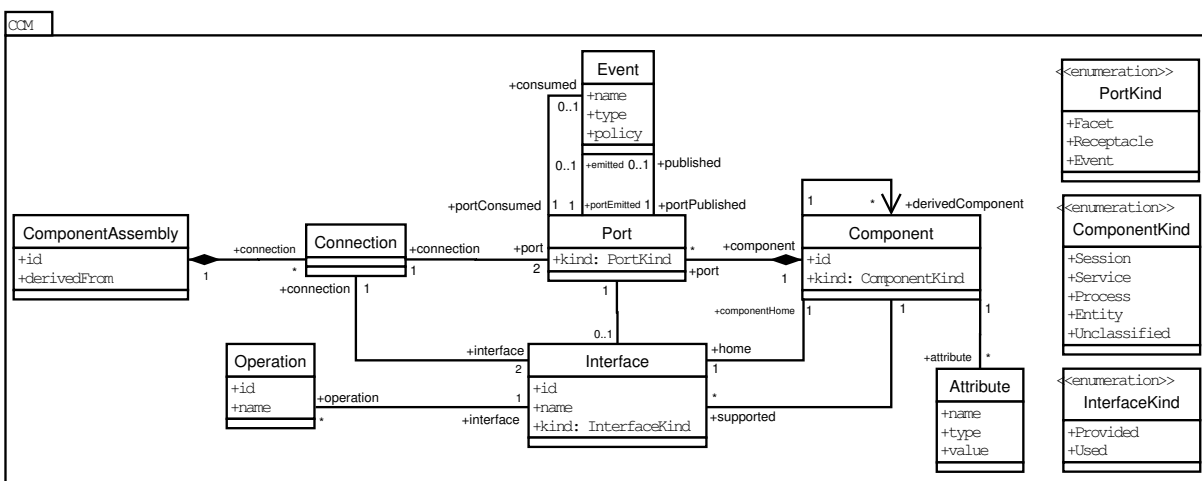 CCM
Event
+name
+type
+policy
+consumed
0..1
0..1
+emitted
0..1
+published
+portConsumed
1
1
+portEmitted
1
+portPublished
<<enumeration>>
PortKind
+Facet
+Receptacle
+Event
ComponentAssembly
+id
+derivedFrom
1
+connection
*
Connection
+connection
1
+port
2
Port
+kind: PortKind
*
+port
+component
1
1
*
+derivedComponent
Component
+id
+kind: ComponentKind
<<enumeration>>
ComponentKind
+Session
+Service
+Process
+Entity
+Unclassified
+connection
1
1
0..1
+componentHome
1
1
1
Operation
+id
+name
+operation
*
1
+interface
+interface
2
Interface
+id
+name
+kind: InterfaceKind
+home
1
*
+supported
+attribute
*
Attribute
+name
+type
+value
<<enumeration>>
InterfaceKind
+Provided
+Used